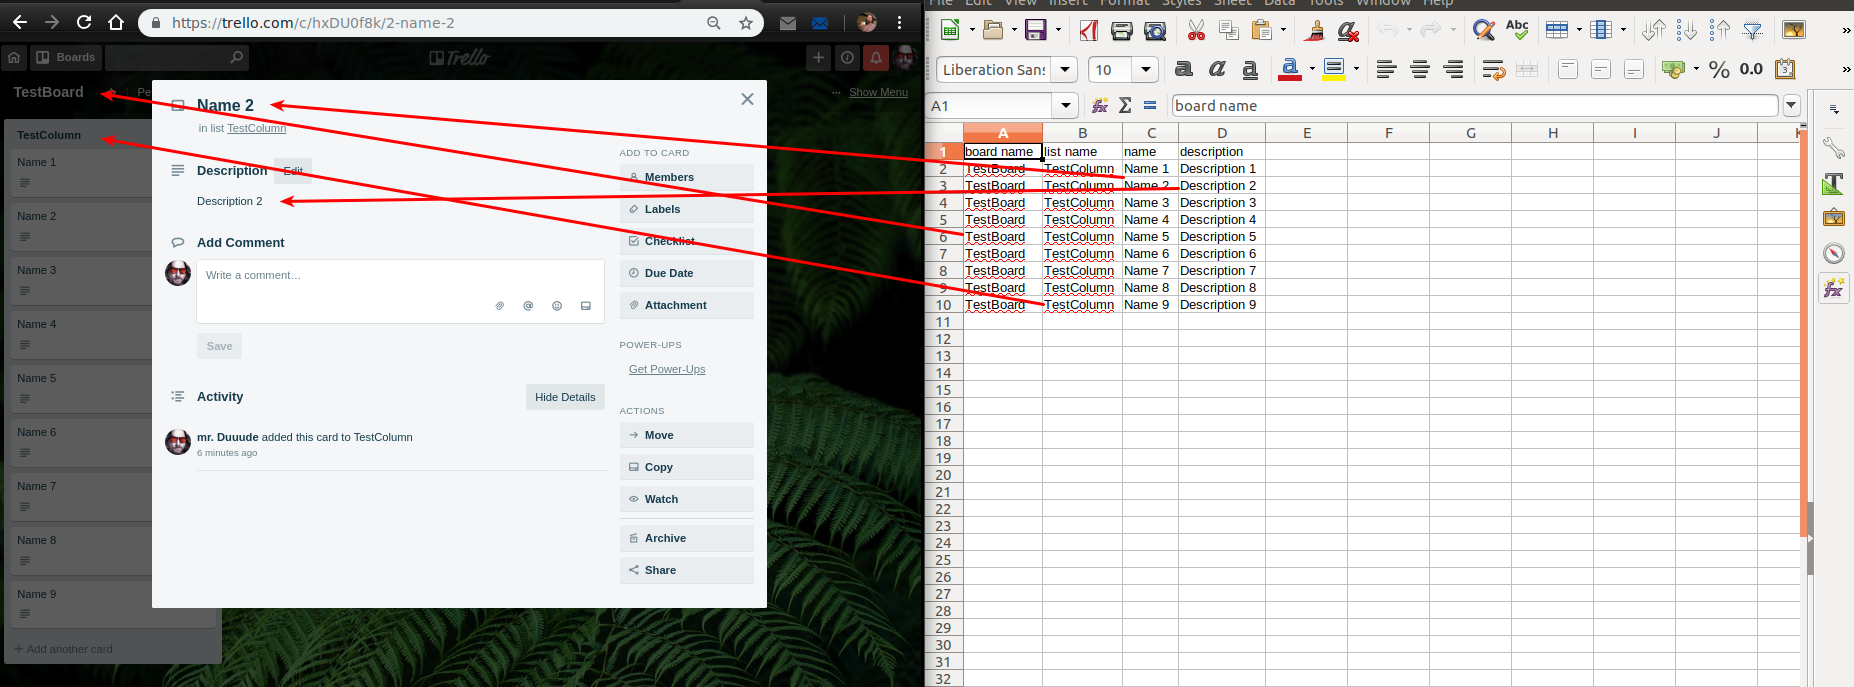 https://trello.com/c/hxDU0f8k/2-name-2
Boards
Trello
TestBoard
Pe
Show Menu
TestColumn
Name 1
Name 2
Name 3
Name 4
Name 5
Name 6
Name 7
Name 8
Name 9
+ Add another card
Name 2
in list TestColumn
Description
Edit
Description 2
Add Comment
Write a comment…
Save
Activity
Hide Details
mr. Duuude added this card to TestColumn
6 minutes ago
ADD TO CARD
Members
Labels
Checklist
Due Date
Attachment
POWER-UPS
Get Power-Ups
ACTIONS
Move
Copy
Watch
Archive
Share
File Edit View Insert Format Styles Sheet Data Tools Window Help
Abc
Liberation Sans
10
a a a
a
% 0.0
A1
fx Σ =
board name
A B C D E F G H I J K
1 board name list name name description
2 TestBoard TestColumn Name 1 Description 1
3 TestBoard TestColumn Name 2 Description 2
4 TestBoard TestColumn Name 3 Description 3
5 TestBoard TestColumn Name 4 Description 4
6 TestBoard TestColumn Name 5 Description 5
7 TestBoard TestColumn Name 6 Description 6
8 TestBoard TestColumn Name 7 Description 7
9 TestBoard TestColumn Name 8 Description 8
10 TestBoard TestColumn Name 9 Description 9
11
12
13
14
15
16
17
18
19
20
21
22
23
24
25
26
27
28
29
30
31
32